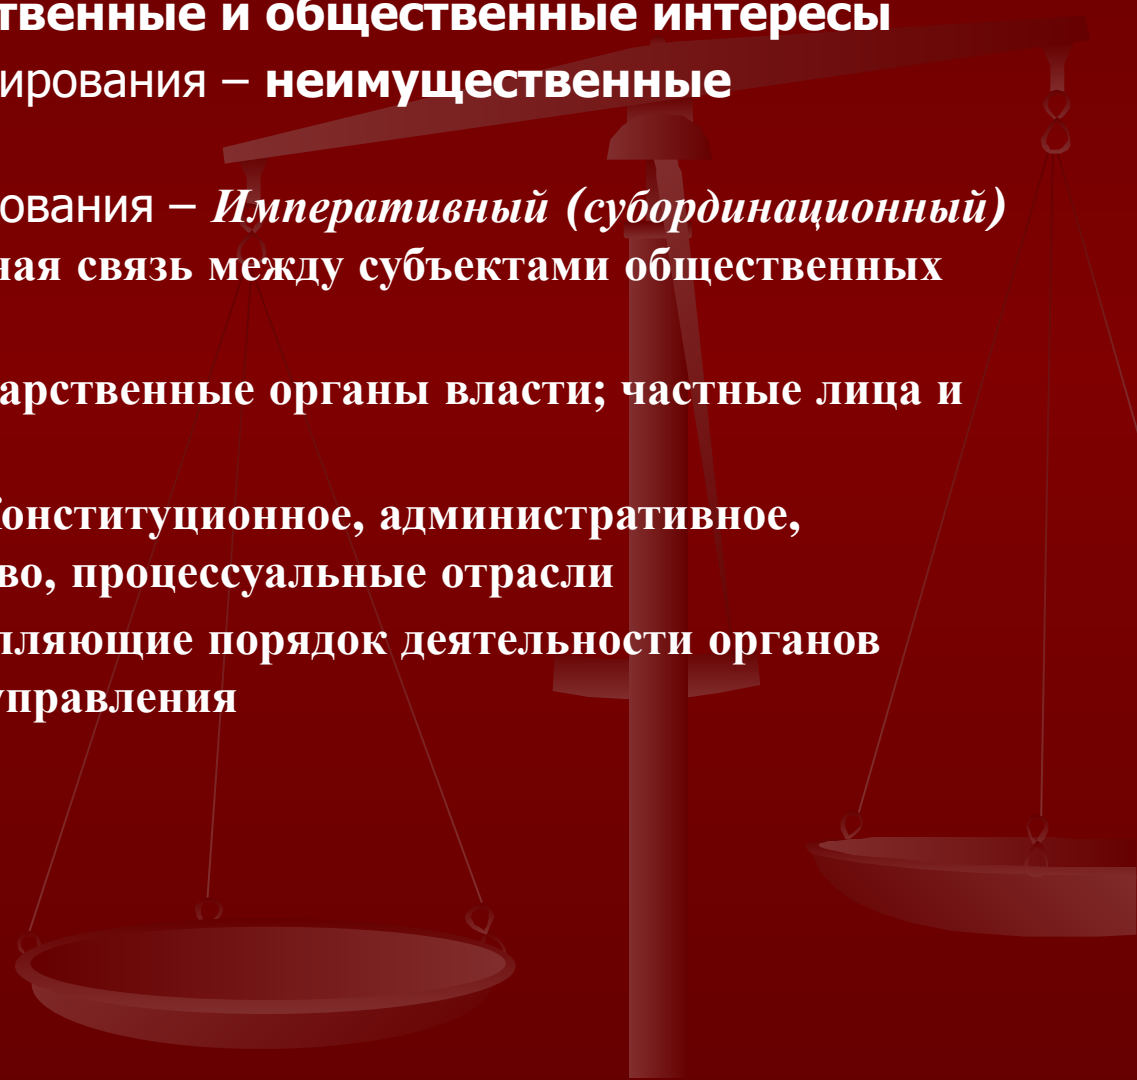 твенные и общественные интересы
ирования – неимущественные
ования – Императивный (субординационный)
ная связь между субъектами общественных
арственные органы власти; частные лица и
Конституционное, административное,
во, процессуальные отрасли
пляющие порядок деятельности органов
управления